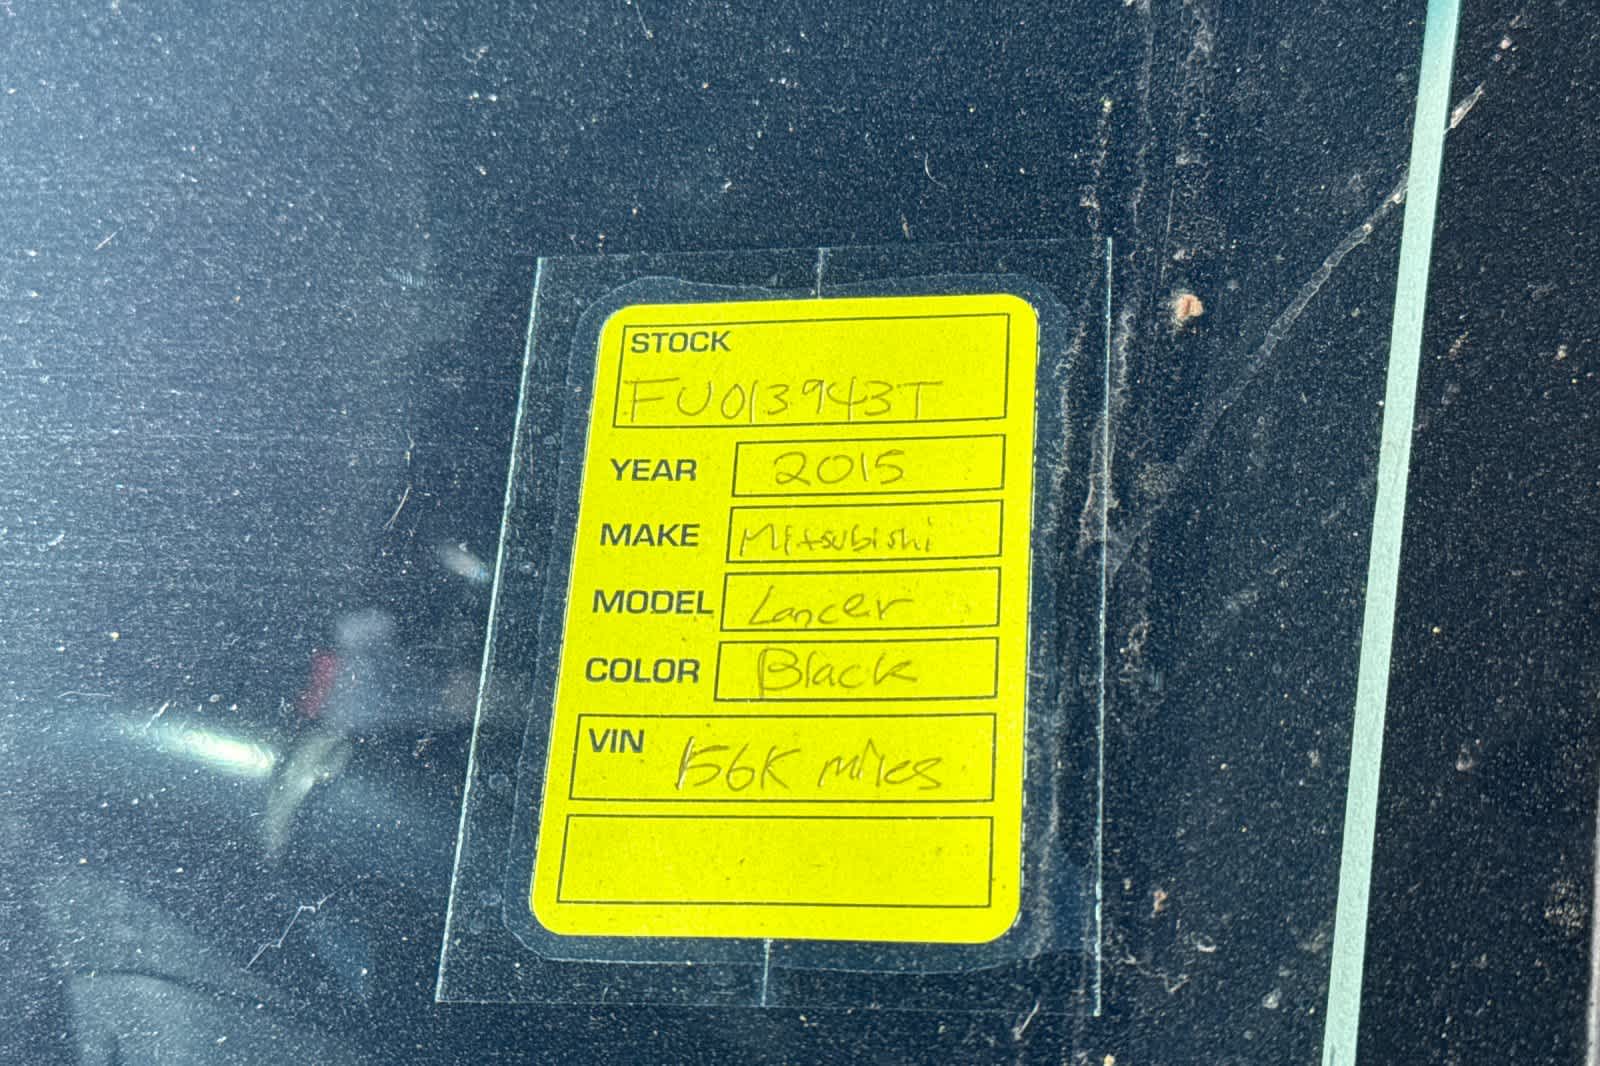 STOCK
FU013943T
YEAR 2015
MAKE Mitsubishi
MODEL Lancer
COLOR Black
VIN 156K miles